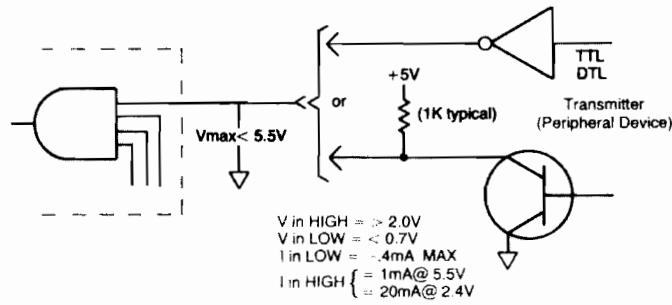 TTL
DTL
+5V
or
(1K typical)
Transmitter
(Peripheral Device)
Vmax < 5.5V
V in HIGH = > 2.0V
V in LOW = < 0.7V
I in LOW = -.4mA MAX
I in HIGH { = 1mA @ 5.5V
= 20mA @ 2.4V